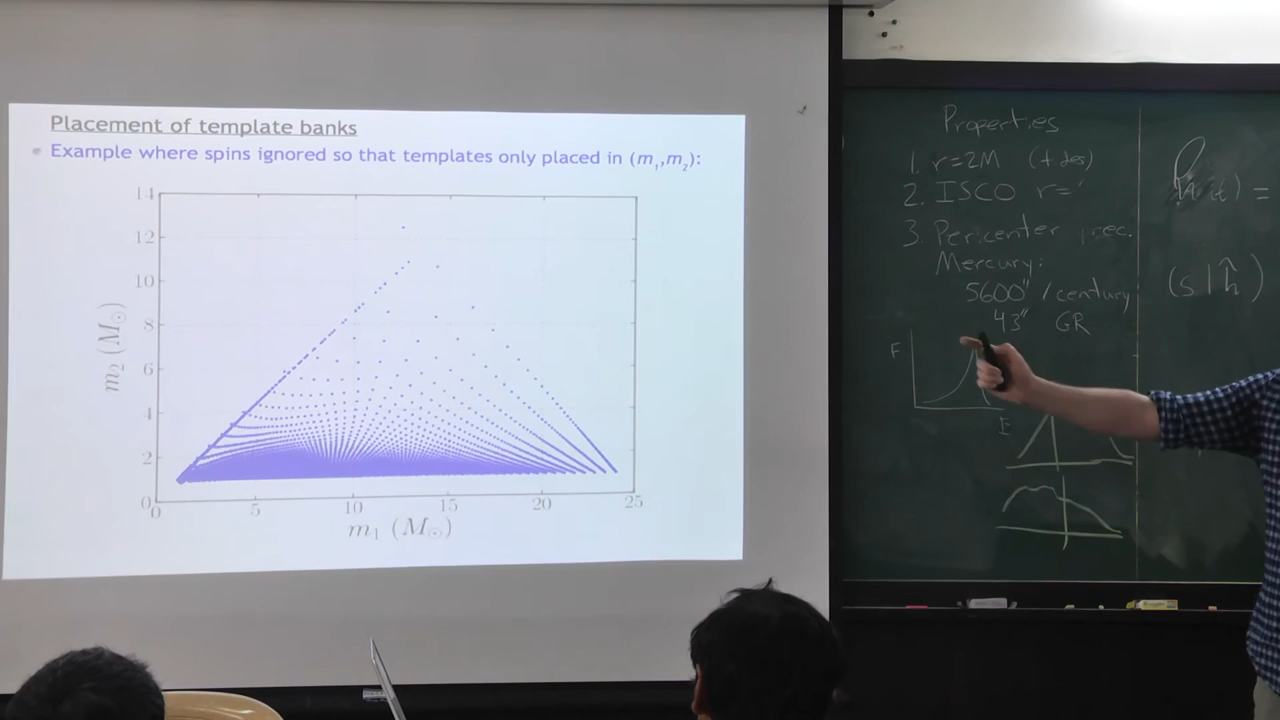 Placement of template banks
Example where spins ignored so that templates only placed in (m₁,m₂):
14
12
10
8
6
4
2
0
m₂ (M☉)
0
5
10
15
20
25
m₁ (M☉)
Properties
1. r=2M (t des)
2. ISCO r=
3. Pericenter
Mercury:
5600" / century
43" GR
F
E
(t) =
(s|ĥ)